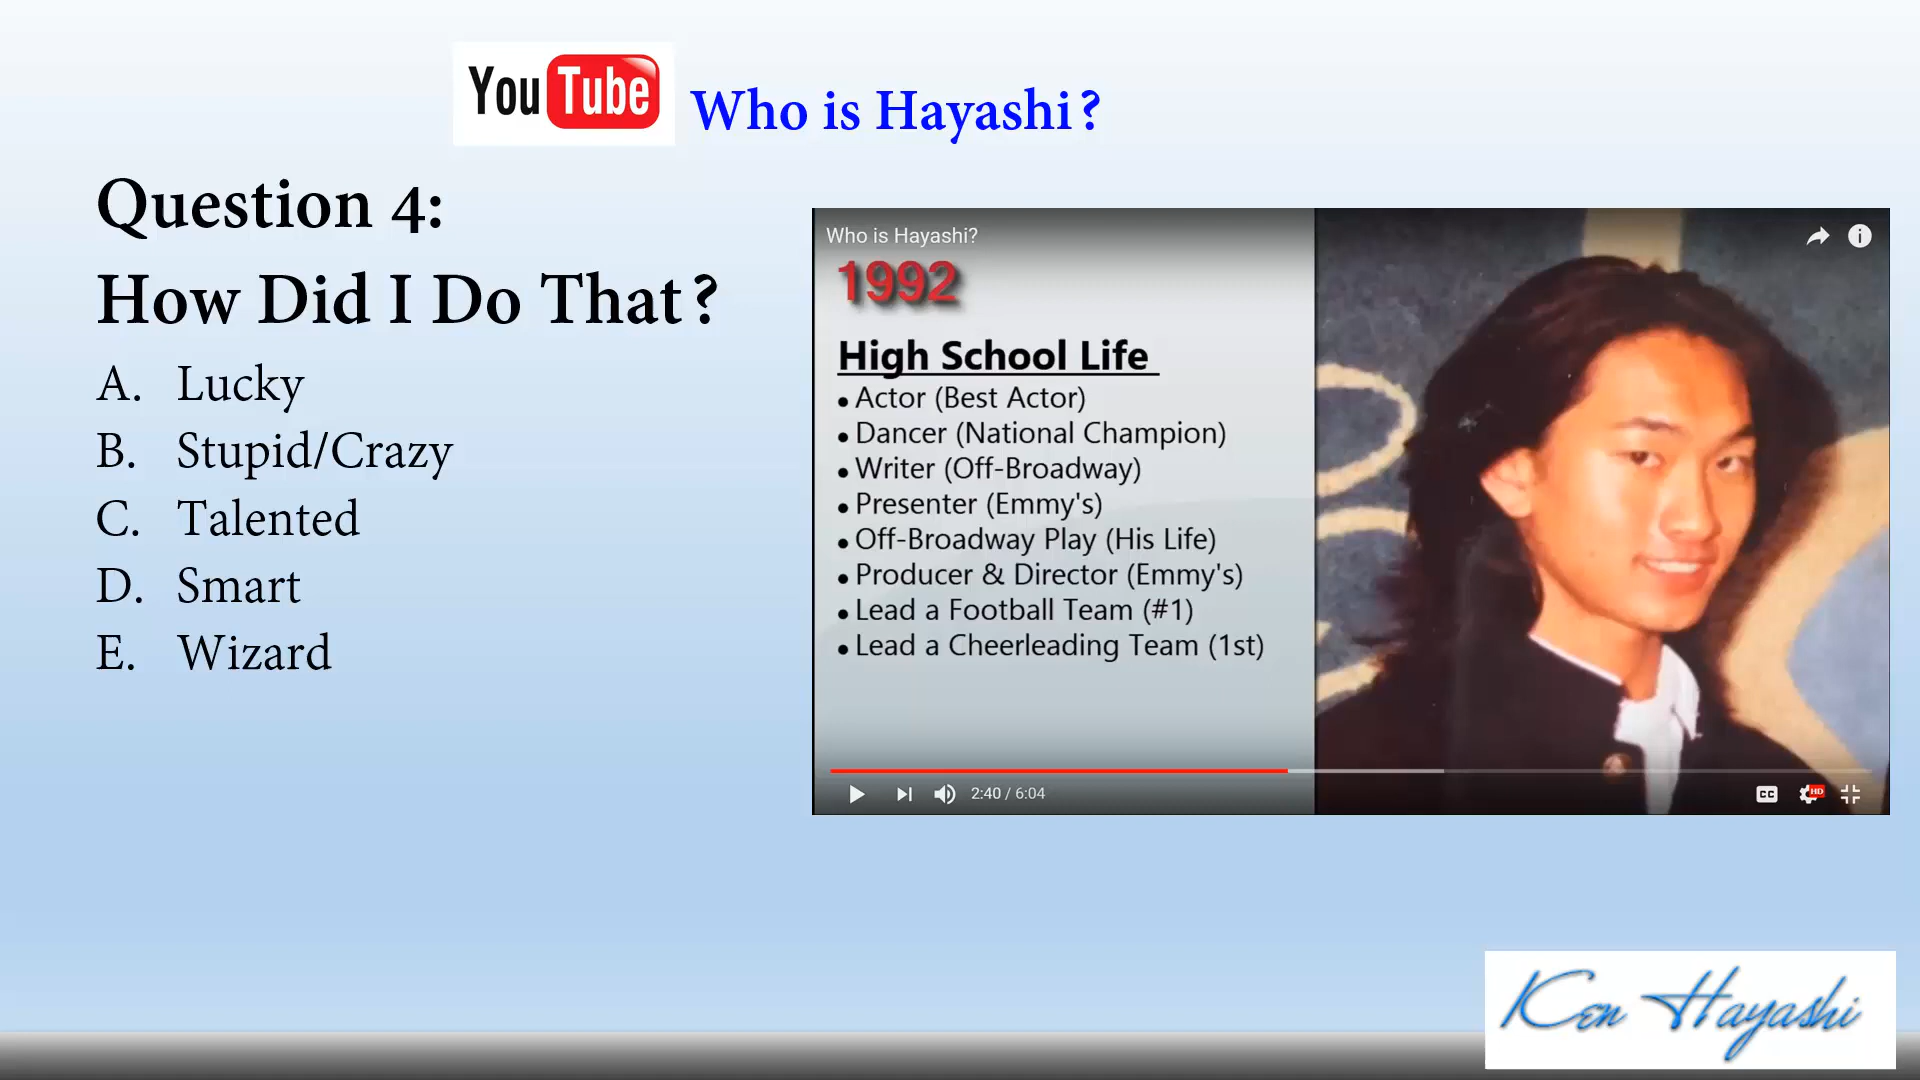 YouTube Who is Hayashi?
Question 4:
How Did I Do That?
A. Lucky
B. Stupid/Crazy
C. Talented
D. Smart
E. Wizard
Who is Hayashi?
1992
High School Life
• Actor (Best Actor)
• Dancer (National Champion)
• Writer (Off-Broadway)
• Presenter (Emmy's)
• Off-Broadway Play (His Life)
• Producer & Director (Emmy's)
• Lead a Football Team (#1)
• Lead a Cheerleading Team (1st)
2:40 / 6:04
CC HD
Ken Hayashi